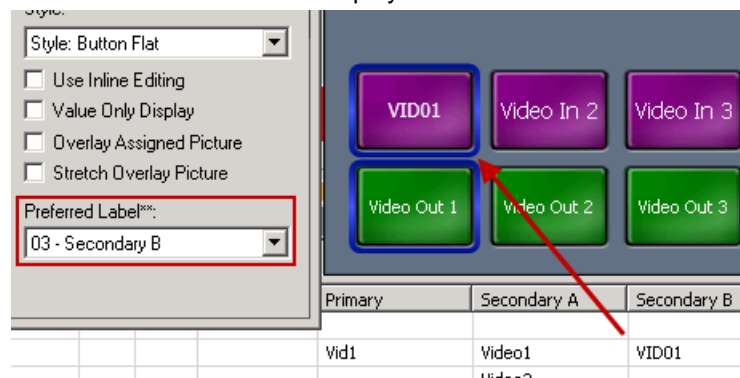 Style:
Style: Button Flat
Use Inline Editing
Value Only Display
Overlay Assigned Picture
Stretch Overlay Picture
Preferred Label**:
03 - Secondary B
VID01 Video In 2 Video In 3
Video Out 1 Video Out 2 Video Out 3
Primary Secondary A Secondary B
Vid1 Video1 VID01